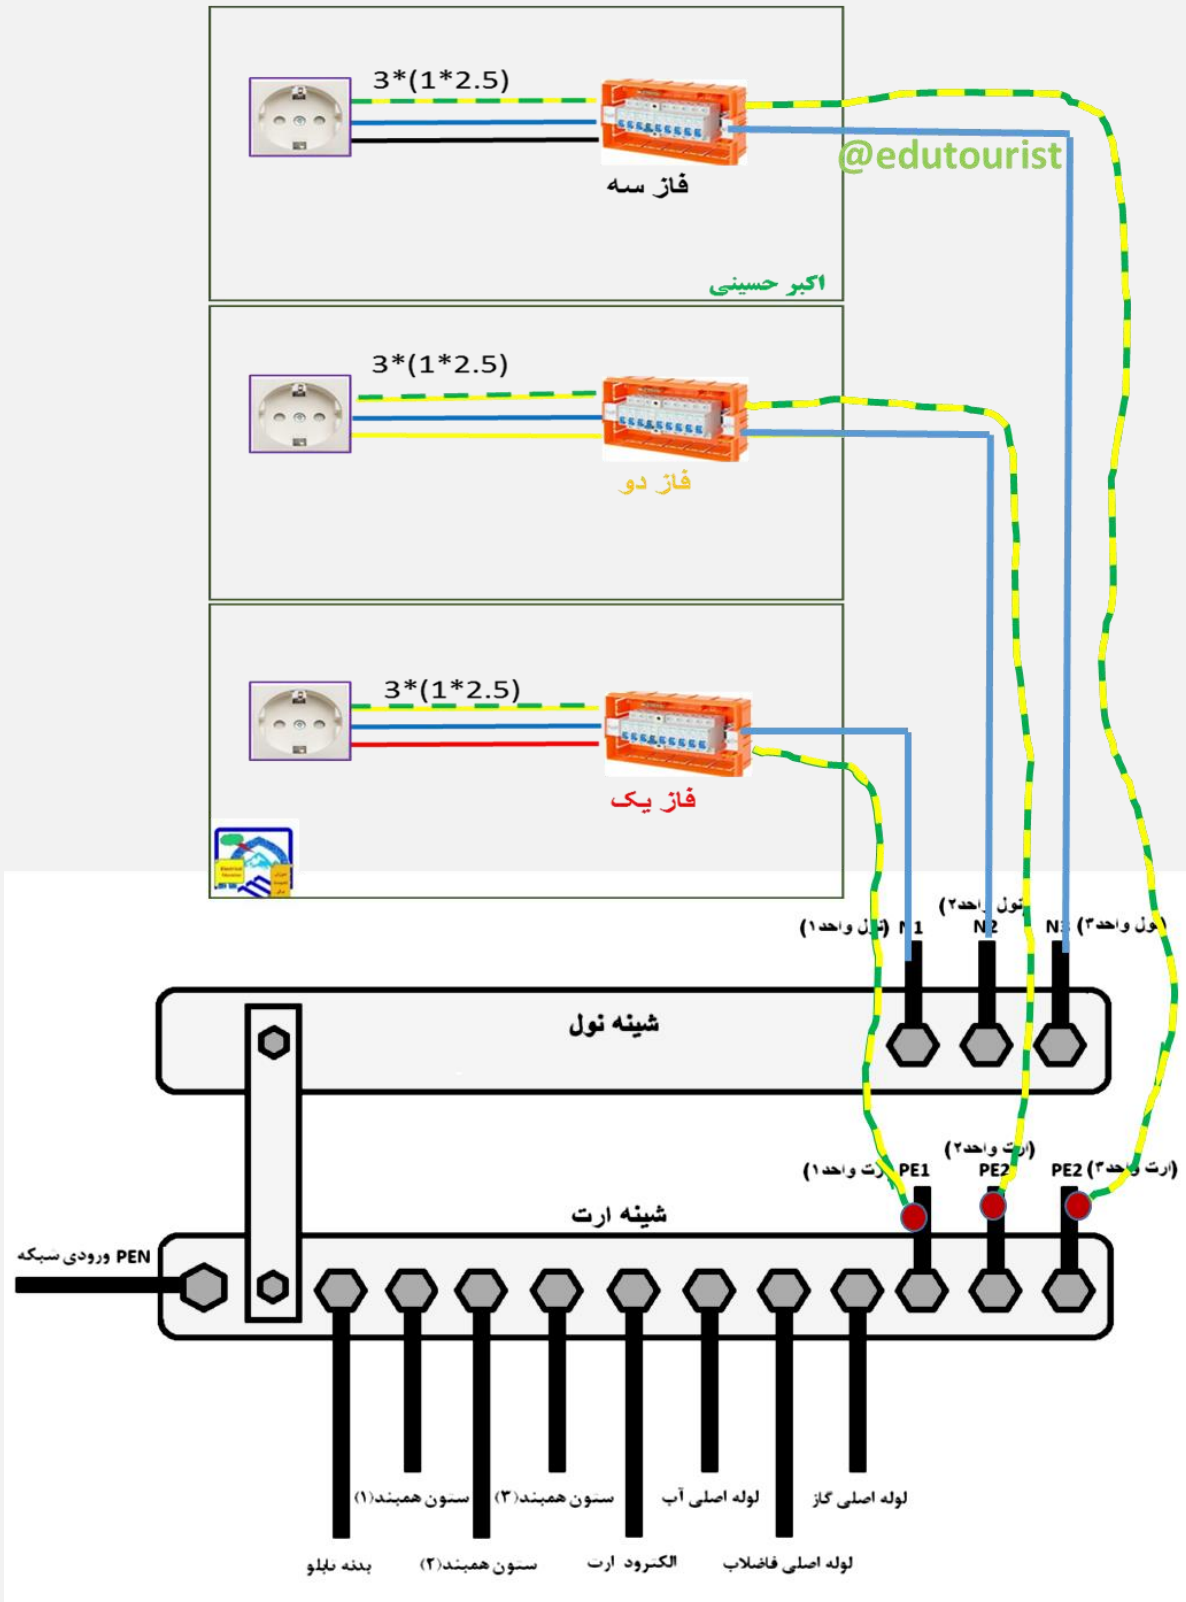 3*(1*2.5)
@edutourist
فاز سه
اکبر حسینی
3*(1*2.5)
فاز دو
3*(1*2.5)
فاز یک
نول واحد۲)
(نول واحد۱) N1
N2
(نول واحد۳)
شینه نول
(ارت واحد۲)
(ارت واحد۱) PE1
PE2
PE2 (ارت واحد۳)
شینه ارت
PEN ورودی شبکه
ستون همبند(۱)
ستون همبند(۳)
لوله اصلی آب
لوله اصلی گاز
بدنه تابلو
ستون همبند(۲)
الکترود ارت
لوله اصلی فاضلاب